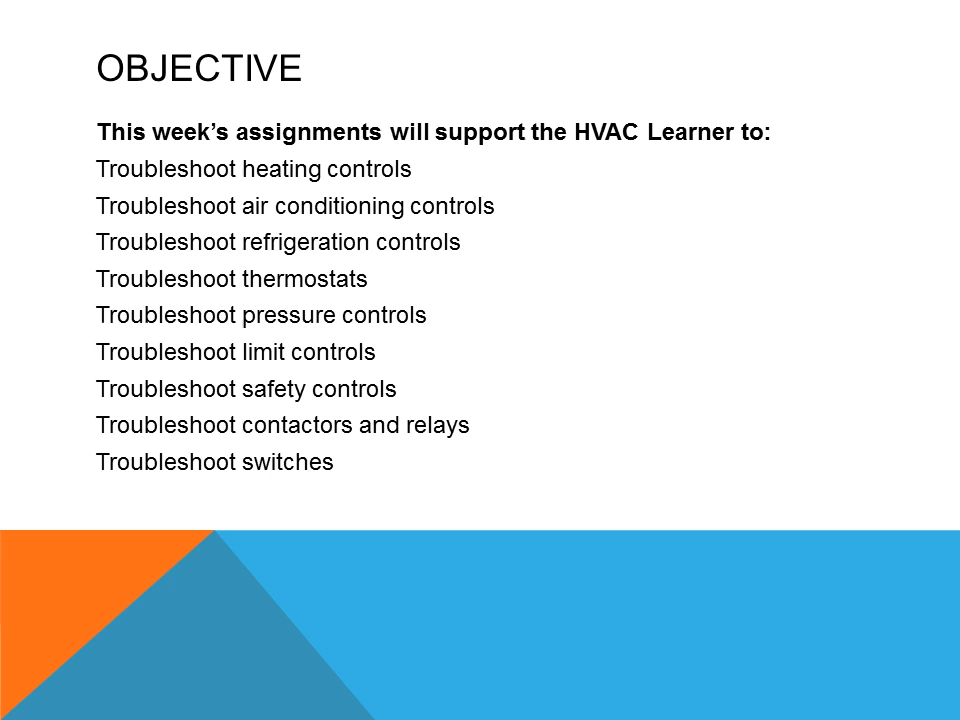 OBJECTIVE
This week’s assignments will support the HVAC Learner to:
Troubleshoot heating controls
Troubleshoot air conditioning controls
Troubleshoot refrigeration controls
Troubleshoot thermostats
Troubleshoot pressure controls
Troubleshoot limit controls
Troubleshoot safety controls
Troubleshoot contactors and relays
Troubleshoot switches